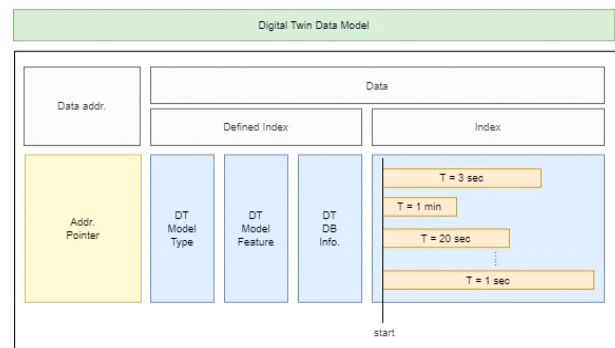 Digital Twin Data Model
Data addr.
Data
Defined Index
Index
Addr.
Pointer
DT
Model
Type
DT
Model
Feature
DT
DB
Info.
T = 3 sec
T = 1 min
T = 20 sec
T = 1 sec
start